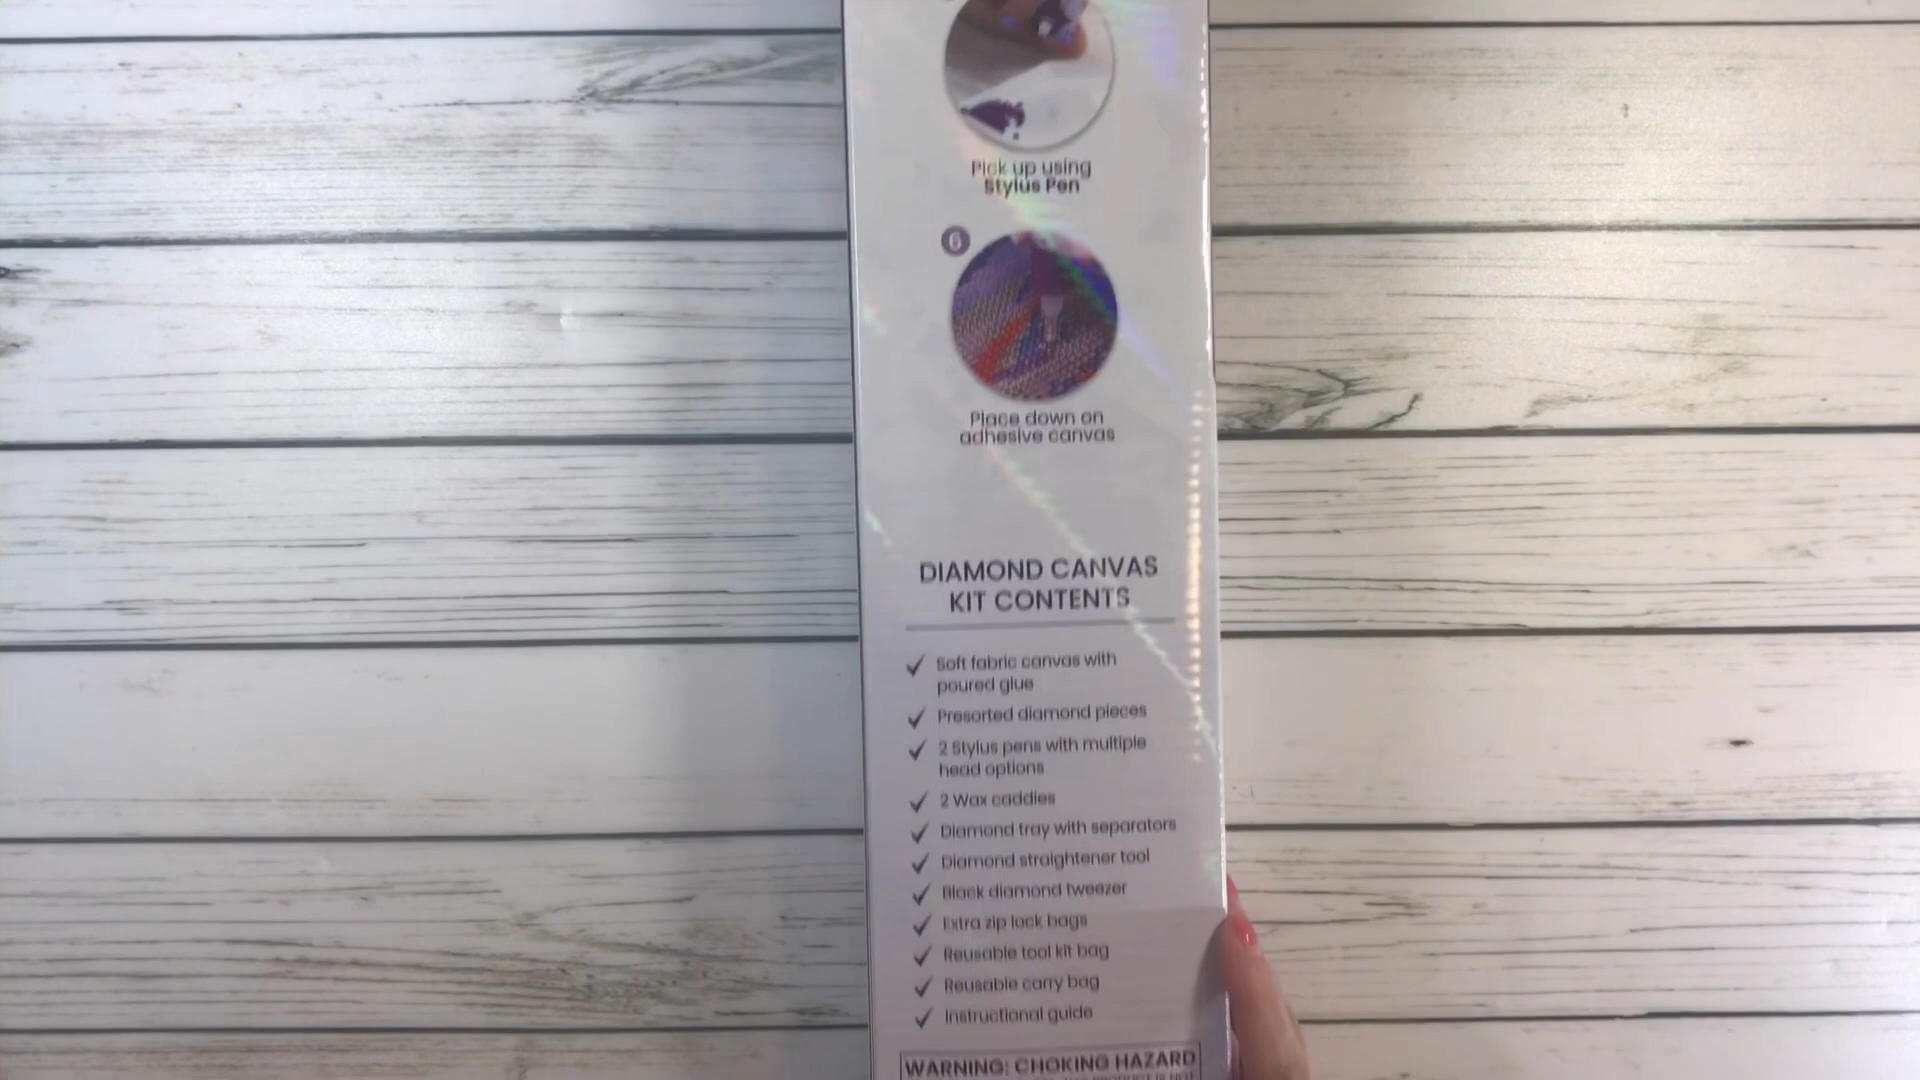 Pick up using
Stylus Pen
6
Place down on
adhesive canvas
DIAMOND CANVAS
KIT CONTENTS
Soft fabric canvas with
poured glue
Presorted diamond pieces
2 Stylus pens with multiple
head options
2 Wax caddies
Diamond tray with separators
Diamond straightener tool
Black diamond tweezer
Extra zip lock bags
Reusable tool kit bag
Reusable carry bag
Instructional guide
WARNING: CHOKING HAZARD